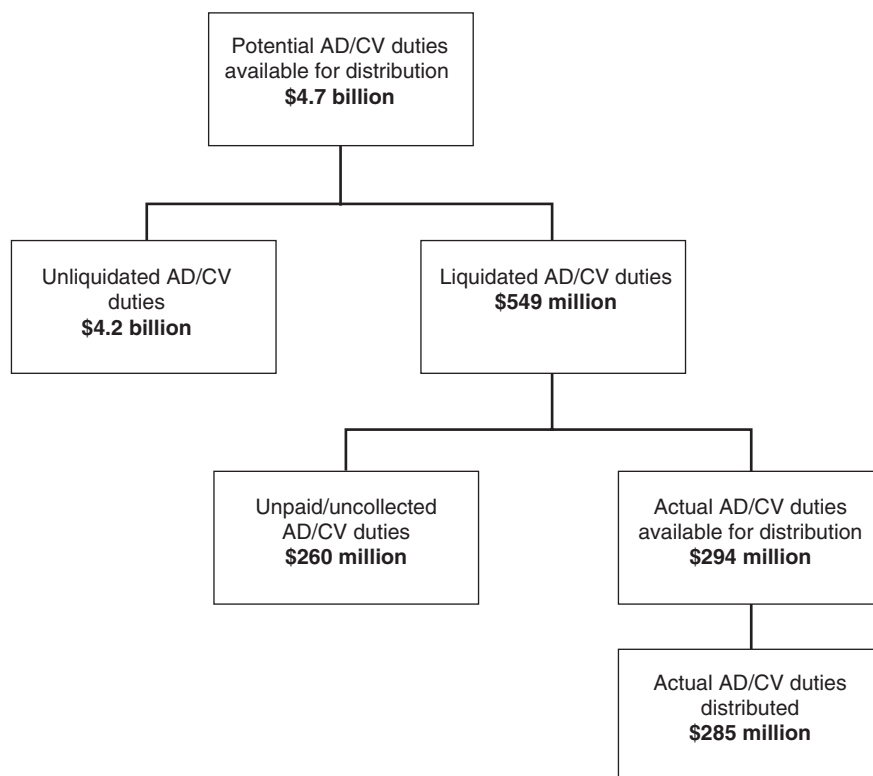 Potential AD/CV duties
available for distribution
$4.7 billion
Unliquidated AD/CV
duties
$4.2 billion
Liquidated AD/CV duties
$549 million
Unpaid/uncollected
AD/CV duties
$260 million
Actual AD/CV duties
available for distribution
$294 million
Actual AD/CV duties
distributed
$285 million